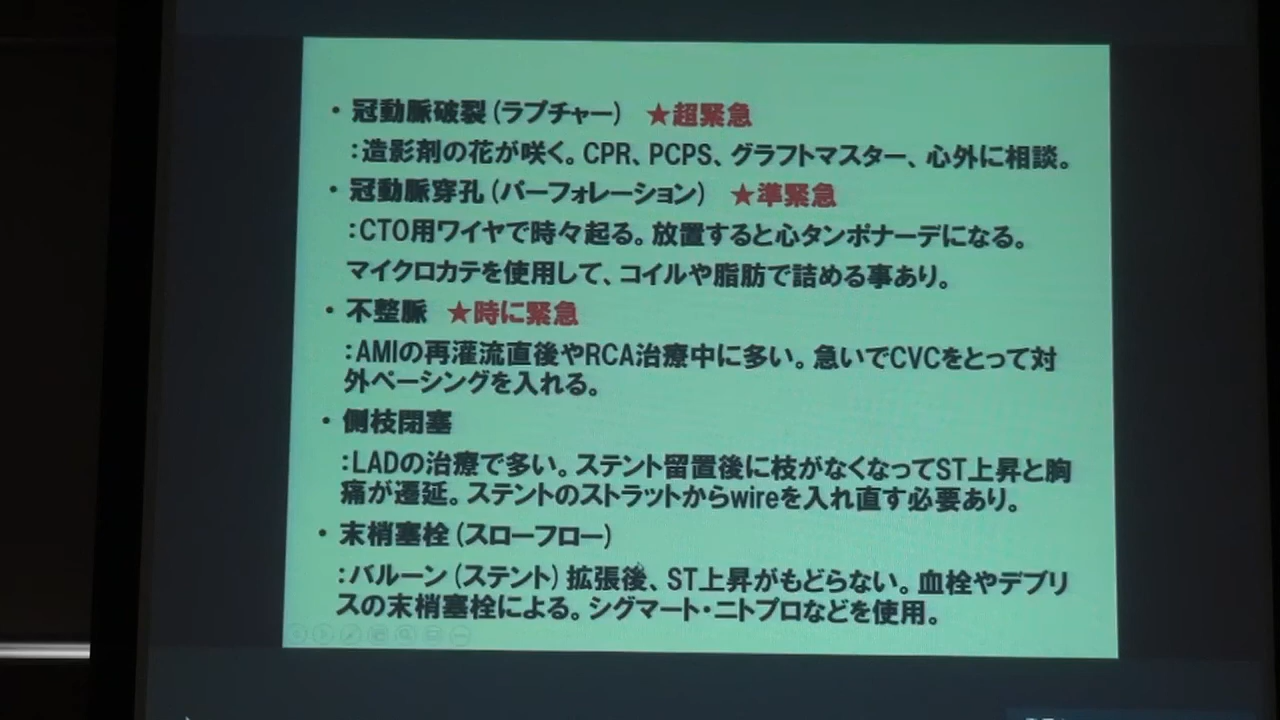 ・冠動脈破裂(ラプチャー) ★超緊急
:造影剤の花が咲く。CPR、PCPS、グラフトマスター、心外に相談。
・冠動脈穿孔(パーフォレーション) ★準緊急
:CTO用ワイヤで時々起る。放置すると心タンポナーデになる。
マイクロカテを使用して、コイルや脂肪で詰める事あり。
・不整脈 ★時に緊急
:AMIの再灌流直後やRCA治療中に多い。急いでCVCをとって対
外ペーシングを入れる。
・側枝閉塞
:LADの治療で多い。ステント留置後に枝がなくなってST上昇と胸
痛が遷延。ステントのストラットからwireを入れ直す必要あり。
・末梢塞栓(スローフロー)
:バルーン(ステント)拡張後、ST上昇がもどらない。血栓やデブリ
スの末梢塞栓による。シグマート・ニトプロなどを使用。